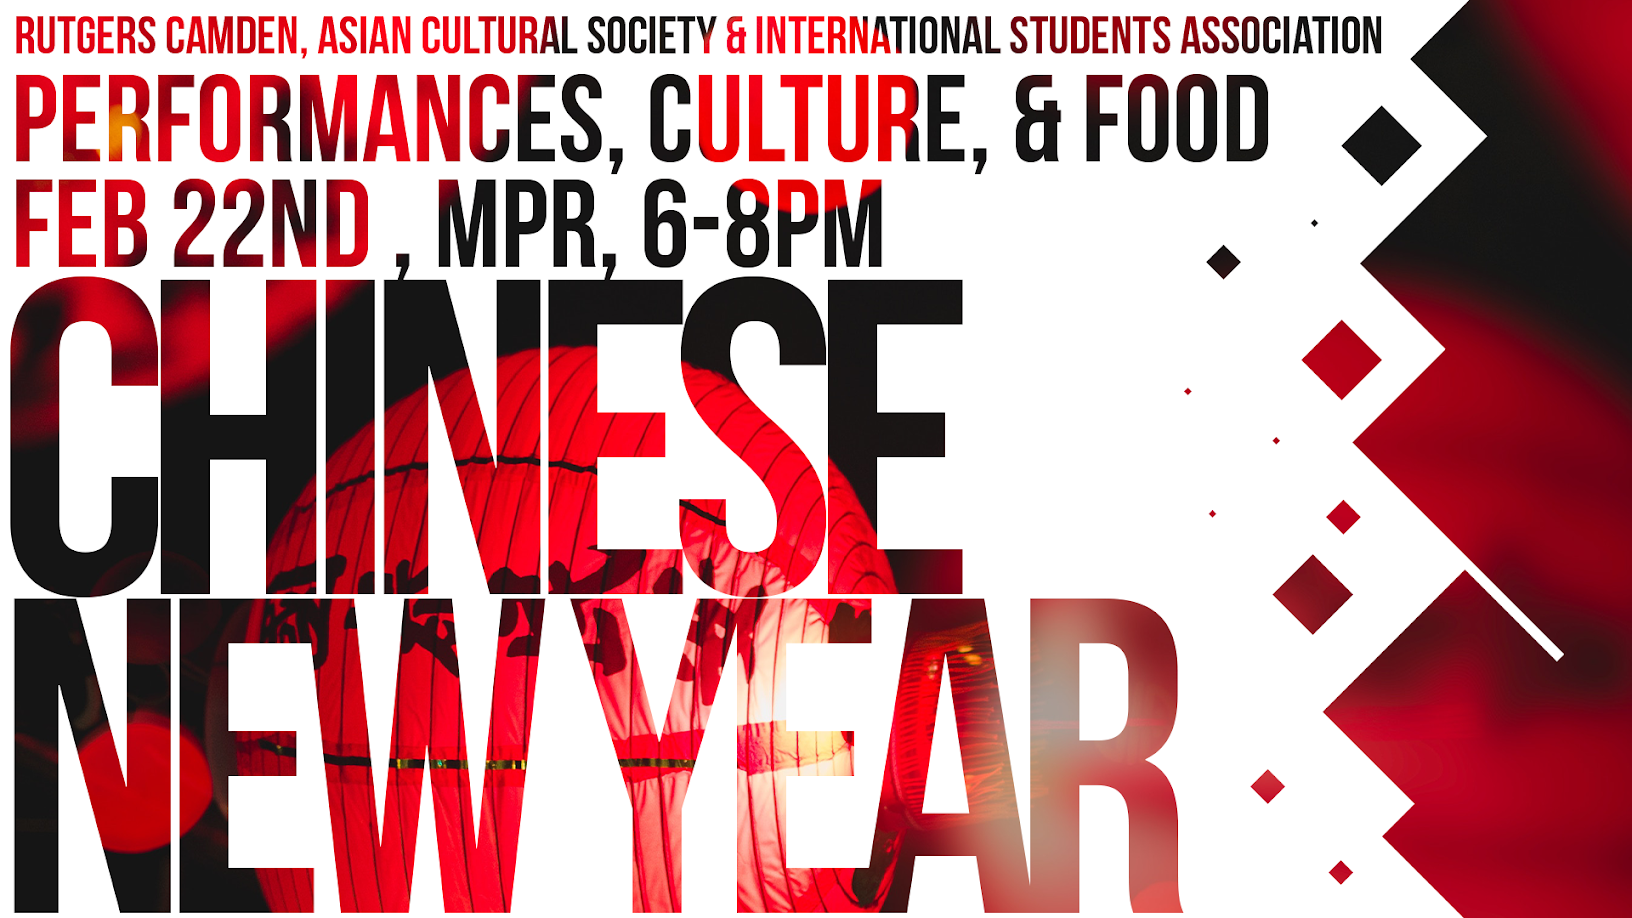 RUTGERS CAMDEN, ASIAN CULTURAL SOCIETY & INTERNATIONAL STUDENTS ASSOCIATION
PERFORMANCES, CULTURE, & FOOD
FEB 22ND , MPR, 6-8PM
CHINESE
NEW YEAR